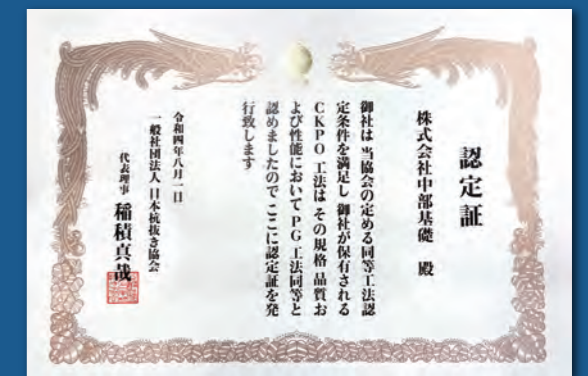 認定証
株式会社中部基礎 殿
御社は 当協会の定める同等工法認
定条件を満足し 御社が保有される
CKPO工法は その規格 品質お
よび性能において PG工法同等と
認めましたので ここに認定証を発
行致します
令和四年八月一日
一般社団法人 日本杭抜き協会
代表理事 稲積真哉